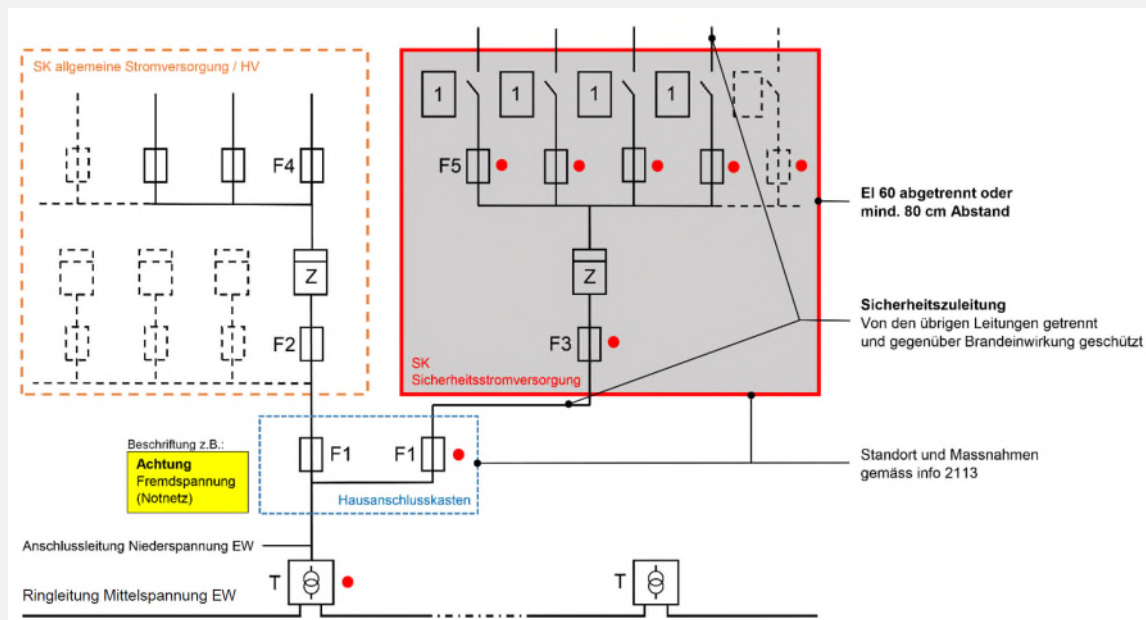 SK allgemeine Stromversorgung / HV
1
1
1
1
F4
F5
Z
Z
F2
F3
SK
Sicherheitsstromversorgung
EI 60 abgetrennt oder
mind. 80 cm Abstand
Sicherheitszuleitung
Von den übrigen Leitungen getrennt
und gegenüber Brandeinwirkung geschützt
Beschriftung z.B.:
Achtung
Fremdspannung
(Notnetz)
F1
F1
Hausanschlusskasten
Standort und Massnahmen
gemäss info 2113
Anschlussleitung Niederspannung EW
T
T
Ringleitung Mittelspannung EW